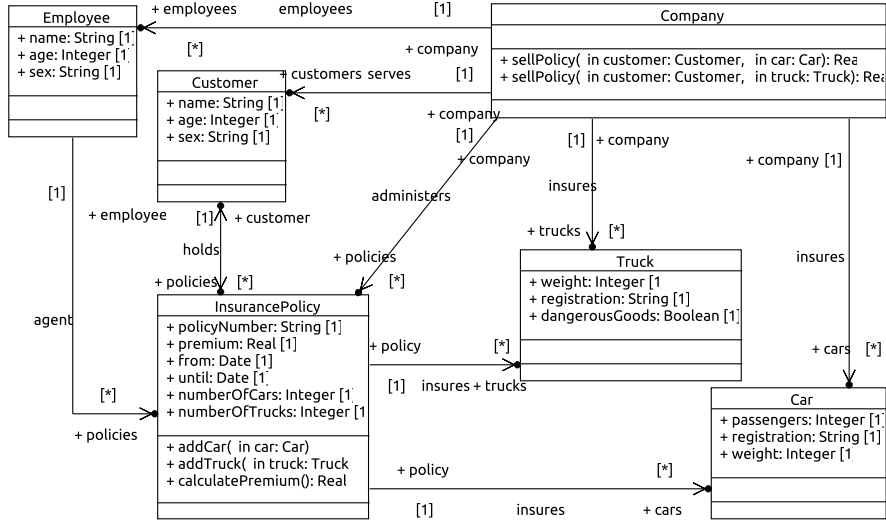 Employee
+ name: String [1]
+ age: Integer [1]
+ sex: String [1]
+ employees
employees
[1]
[*]
+ company
Company
+ sellPolicy( in customer: Customer, in car: Car): Rea
+ sellPolicy( in customer: Customer, in truck: Truck): Rea
Customer
+ name: String [1]
+ age: Integer [1]
+ sex: String [1]
+ customers serves
[1]
[*]
+ company
[1]
+ company
administers
+ policies
[*]
[1]
+ company
insures
+ trucks
[*]
+ company [1]
insures
+ cars
[*]
[1]
+ employee
agent
[*]
+ policies
[1]
+ customer
holds
+ policies
[*]
Truck
+ weight: Integer [1
+ registration: String [1]
+ dangerousGoods: Boolean [1]
InsurancePolicy
+ policyNumber: String [1]
+ premium: Real [1]
+ from: Date [1]
+ until: Date [1]
+ numberOfCars: Integer [1]
+ numberOfTrucks: Integer [1
+ addCar( in car: Car)
+ addTruck( in truck: Truck
+ calculatePremium(): Real
+ policy
[*]
[1]
insures + trucks
Car
+ passengers: Integer [1]
+ registration: String [1]
+ weight: Integer [1
+ policy
[*]
[1]
insures
+ cars